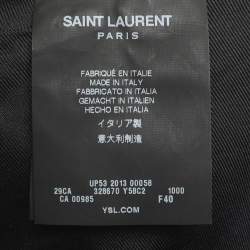 SAINT LAURENT
PARIS
FABRIQUÉ EN ITALIE
MADE IN ITALY
FABBRICATO IN ITALIA
GEMACHT IN ITALIEN
HECHO EN ITALIA
イタリア製
意大利制造
UP53 2013 00058
29CA 328670 Y5BC2 1000
CA 00985 F40
YSL.COM